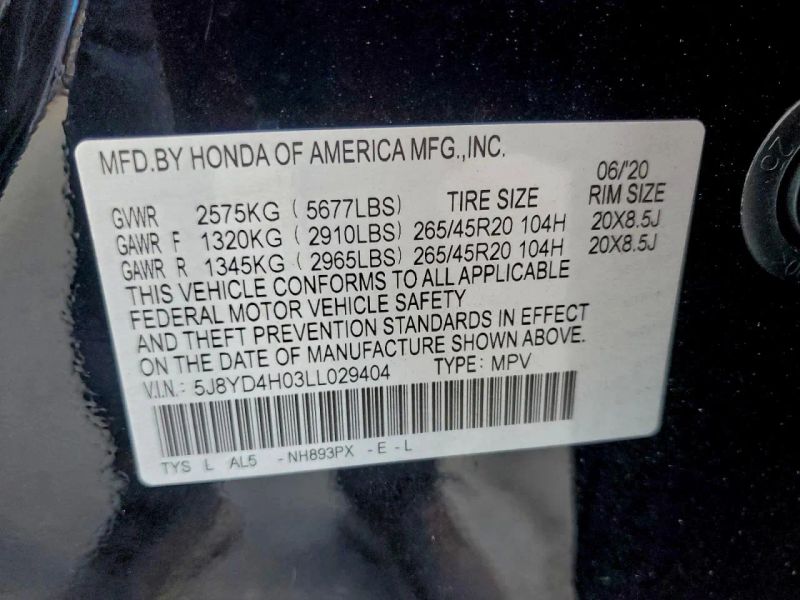 MFD.BY HONDA OF AMERICA MFG.,INC.
06/'20
GVWR 2575KG ( 5677LBS) TIRE SIZE RIM SIZE
GAWR F 1320KG ( 2910LBS) 265/45R20 104H 20X8.5J
GAWR R 1345KG ( 2965LBS) 265/45R20 104H 20X8.5J
THIS VEHICLE CONFORMS TO ALL APPLICABLE
FEDERAL MOTOR VEHICLE SAFETY
AND THEFT PREVENTION STANDARDS IN EFFECT
ON THE DATE OF MANUFACTURE SHOWN ABOVE.
V.I.N.: 5J8YD4H03LL029404 TYPE: MPV
TYS L AL5 -NH893PX -E -L